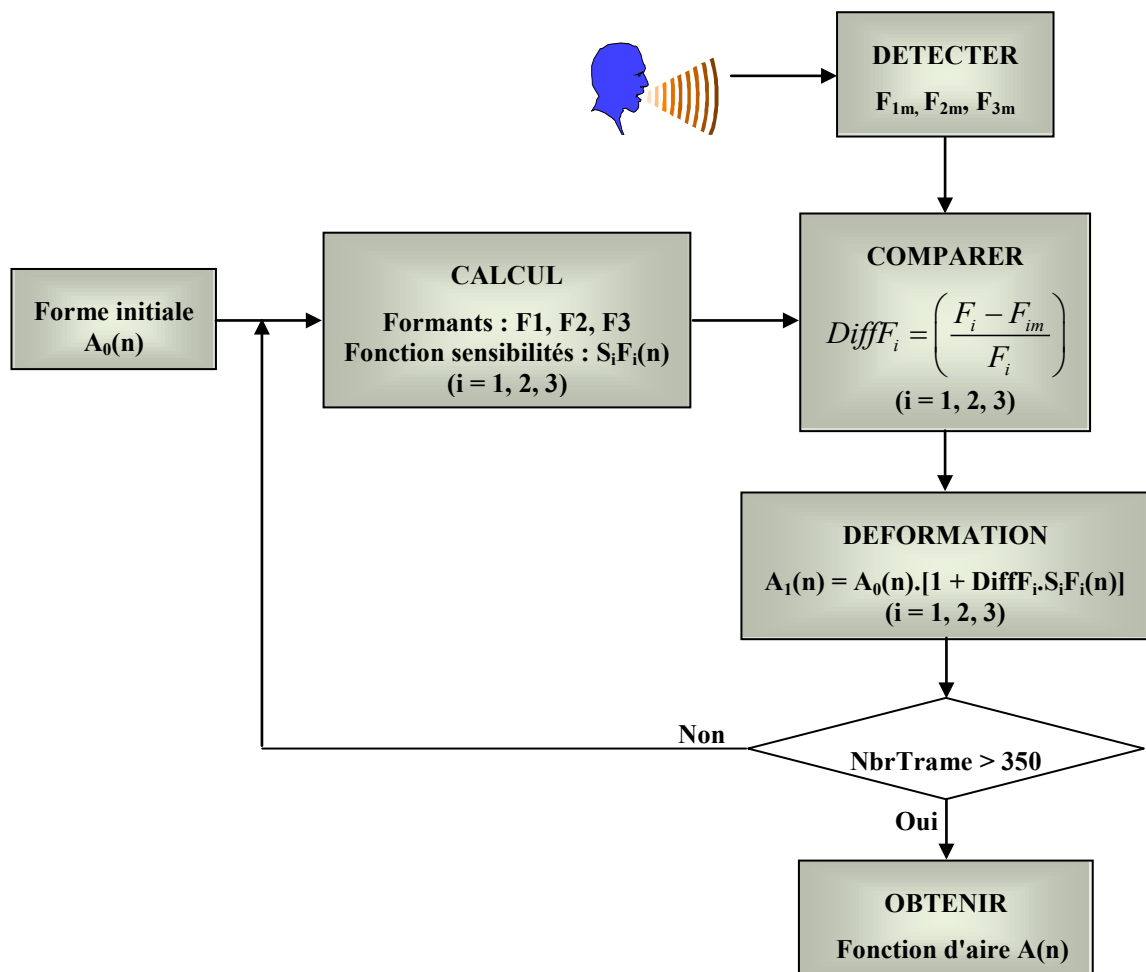 DETECTER
F₁ₘ, F₂ₘ, F₃ₘ
Forme initiale
A₀(n)
CALCUL
Formants : F1, F2, F3
Fonction sensibilités : SᵢFᵢ(n)
(i = 1, 2, 3)
COMPARER
DiffFᵢ = ( (Fᵢ − Fᵢₘ) / Fᵢ )
(i = 1, 2, 3)
DEFORMATION
A₁(n) = A₀(n).[1 + DiffFᵢ.SᵢFᵢ(n)]
(i = 1, 2, 3)
Non
NbrTrame > 350
Oui
OBTENIR
Fonction d'aire A(n)